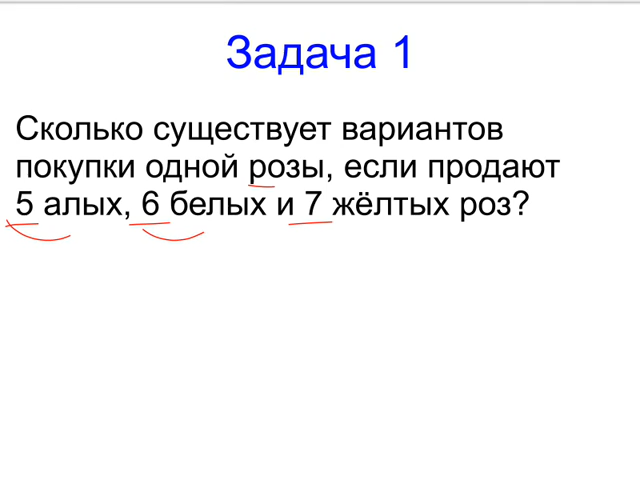 Задача 1
Сколько существует вариантов
покупки одной розы, если продают
5 алых, 6 белых и 7 жёлтых роз?